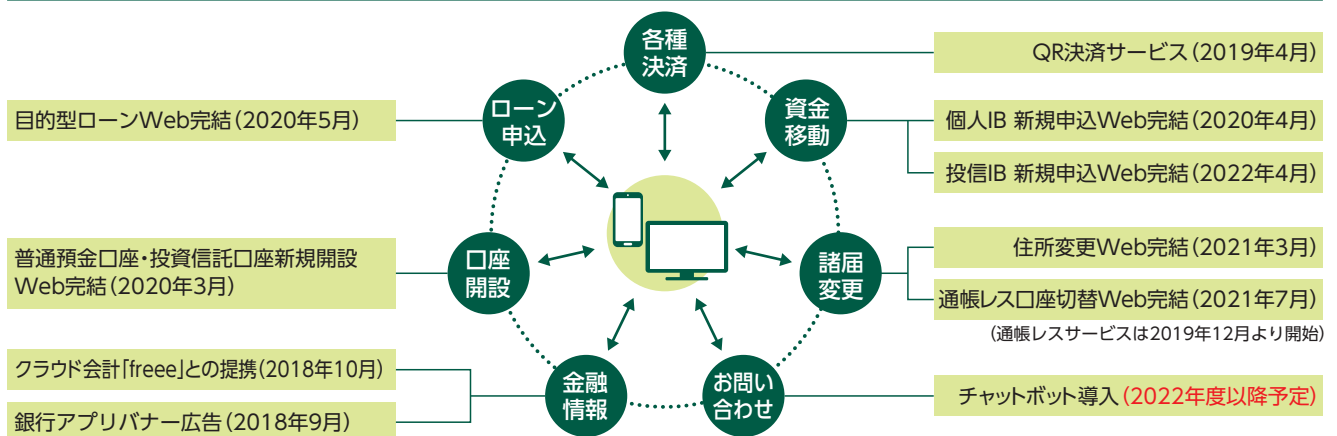 各種
決済
QR決済サービス(2019年4月)
ローン
申込
目的型ローンWeb完結(2020年5月)
資金
移動
個人IB 新規申込Web完結(2020年4月)
投信IB 新規申込Web完結(2022年4月)
口座
開設
普通預金口座・投資信託口座新規開設
Web完結(2020年3月)
諸届
変更
住所変更Web完結(2021年3月)
通帳レス口座切替Web完結(2021年7月)
(通帳レスサービスは2019年12月より開始)
金融
情報
クラウド会計「freee」との提携(2018年10月)
銀行アプリバナー広告(2018年9月)
お問い
合わせ
チャットボット導入(2022年度以降予定)